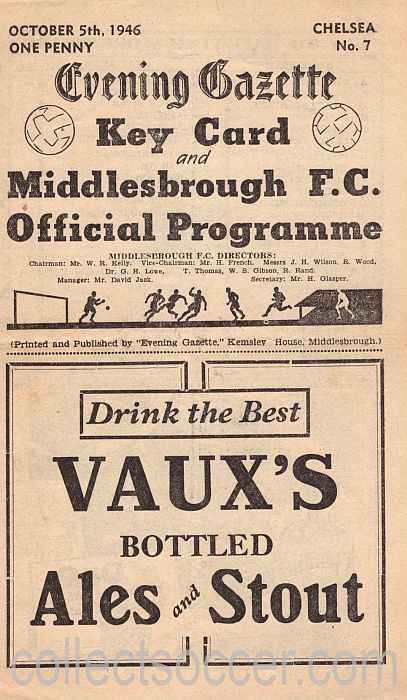 OCTOBER 5th, 1946 CHELSEA
ONE PENNY No. 7
Evening Gazette
Key Card
and
Middlesbrough F.C.
Official Programme
MIDDLESBROUGH F.C. DIRECTORS:
Chairman: Mr. W. R. Kelly. Vice-Chairman: Mr. H. French. Messrs J. H. Wilson, R. Wood,
Dr. G. H. Lowe, T. Thomas, W. S. Gibson, R. Rand.
Manager: Mr. David Jack. Secretary: Mr. H. Glasper.
(Printed and Published by "Evening Gazette," Kemsley House, Middlesbrough.)
Drink the Best
VAUX'S
BOTTLED
Ales and Stout
collectsoccer.com